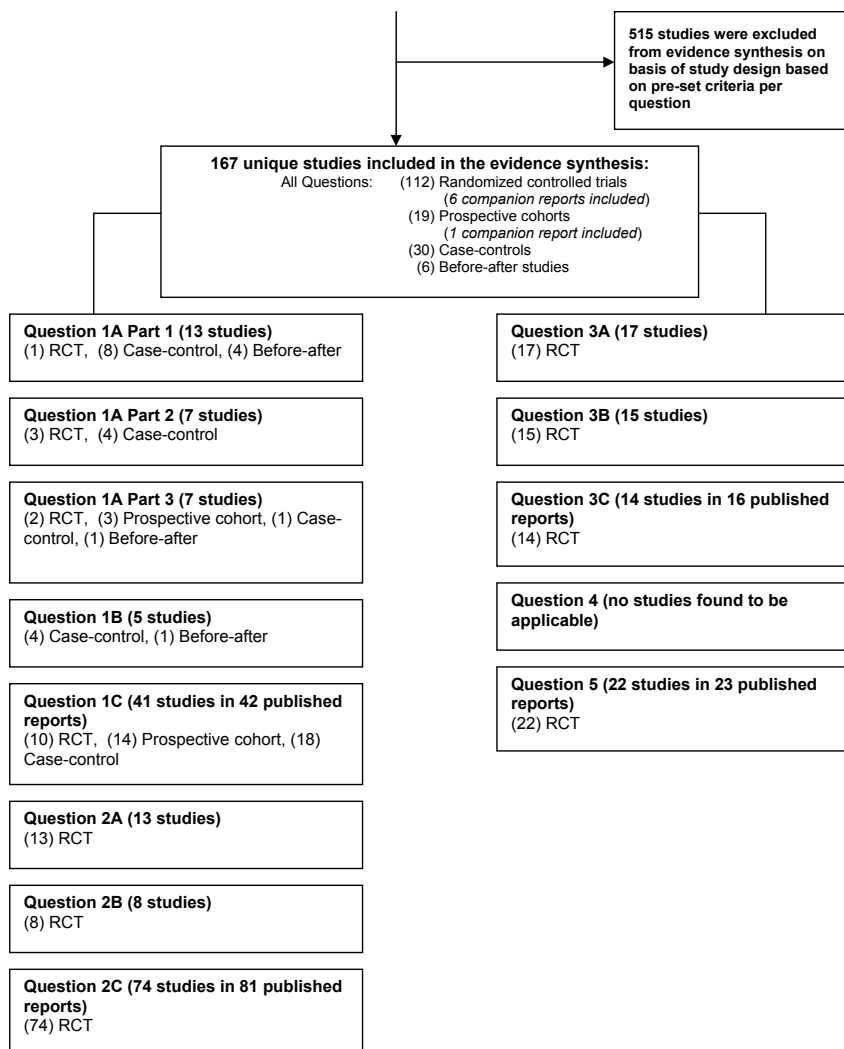 515 studies were excluded
from evidence synthesis on
basis of study design based
on pre-set criteria per
question
167 unique studies included in the evidence synthesis:
All Questions: (112) Randomized controlled trials
(6 companion reports included)
(19) Prospective cohorts
(1 companion report included)
(30) Case-controls
(6) Before-after studies
Question 1A Part 1 (13 studies)
(1) RCT, (8) Case-control, (4) Before-after
Question 1A Part 2 (7 studies)
(3) RCT, (4) Case-control
Question 1A Part 3 (7 studies)
(2) RCT, (3) Prospective cohort, (1) Case-
control, (1) Before-after
Question 1B (5 studies)
(4) Case-control, (1) Before-after
Question 1C (41 studies in 42 published
reports)
(10) RCT, (14) Prospective cohort, (18)
Case-control
Question 2A (13 studies)
(13) RCT
Question 2B (8 studies)
(8) RCT
Question 2C (74 studies in 81 published
reports)
(74) RCT
Question 3A (17 studies)
(17) RCT
Question 3B (15 studies)
(15) RCT
Question 3C (14 studies in 16 published
reports)
(14) RCT
Question 4 (no studies found to be
applicable)
Question 5 (22 studies in 23 published
reports)
(22) RCT